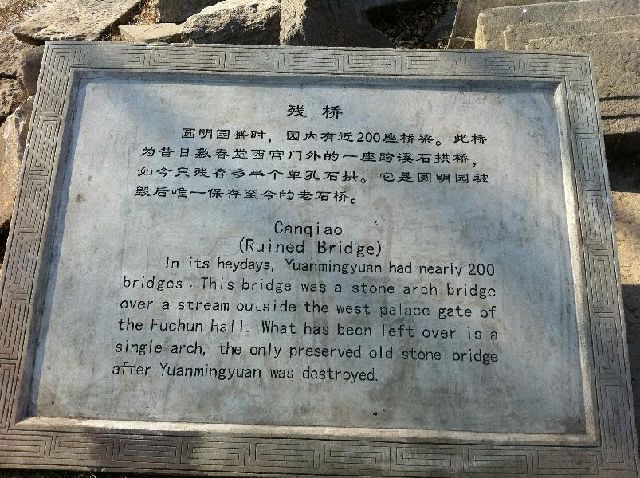 残 桥
圆明园盛时，园内有近200座桥梁。此桥
为昔日敷春堂西宫门外的一座跨溪石拱桥，
如今只残存多半个单孔石拱。它是圆明园被
毁后唯一保存至今的老石桥。
Canqiao
(Ruined Bridge)
In its heydays, Yuanmingyuan had nearly 200
bridges. This bridge was a stone arch bridge
over a stream outside the west palace gate of
the Fuchun hall. What has been left over is a
single arch, the only preserved old stone bridge
after Yuanmingyuan was destroyed.